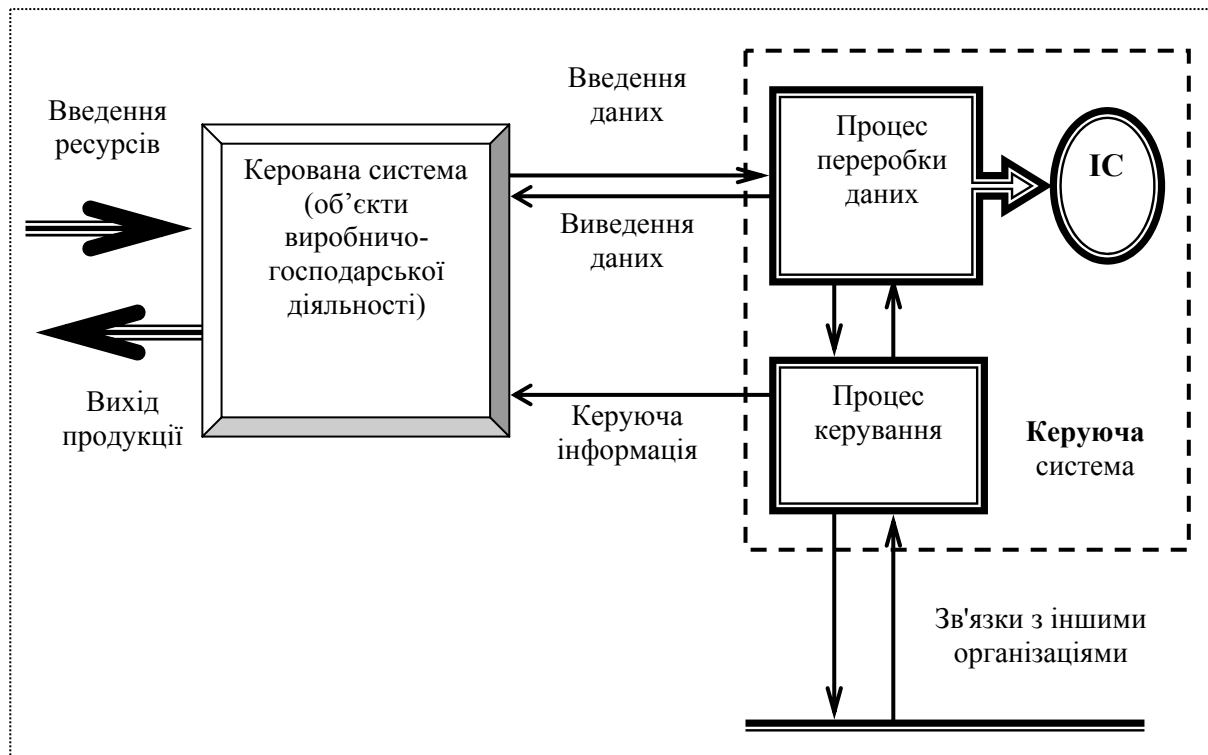 Введення
ресурсів
Вихід
продукції
Керована система
(об’єкти
виробничо-
господарської
діяльності)
Введення
даних
Виведення
даних
Керуюча
інформація
Процес
переробки
даних
ІС
Процес
керування
Керуюча
система
Зв'язки з іншими
організаціями